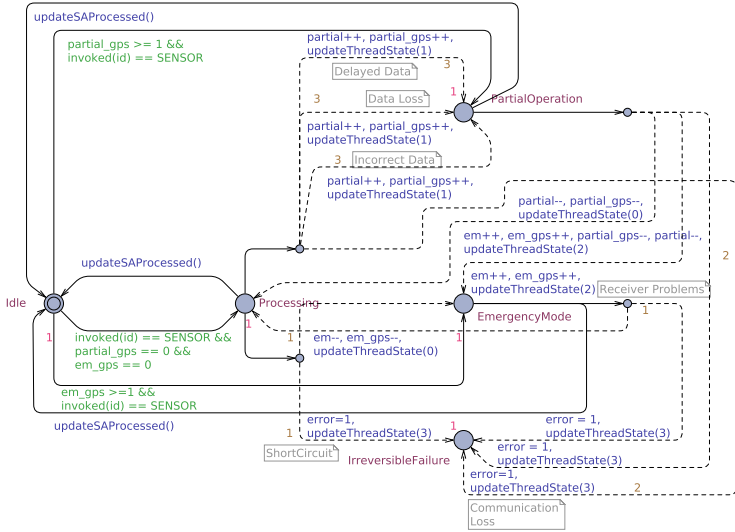 updateSAProcessed()
partial_gps >= 1 &&
invoked(id) == SENSOR
partial++, partial_gps++,
updateThreadState(1)
3
Delayed Data
3
Data Loss
1
PartialOperation
partial++, partial_gps++,
updateThreadState(1)
3
Incorrect Data
partial++, partial_gps++,
updateThreadState(1)
partial--, partial_gps--,
updateThreadState(0)
em++, em_gps++, partial_gps--, partial--,
updateThreadState(2)
2
updateSAProcessed()
em++, em_gps++,
updateThreadState(2)
Receiver Problems
Idle
Processing
1
EmergencyMode
1
1
1
1
invoked(id) == SENSOR &&
partial_gps == 0 &&
em_gps == 0
em--, em_gps--,
updateThreadState(0)
em_gps >=1 &&
invoked(id) == SENSOR
updateSAProcessed()
1
error=1,
updateThreadState(3)
1
error = 1,
updateThreadState(3)
ShortCircuit
IrreversibleFailure
error = 1,
updateThreadState(3)
error=1,
updateThreadState(3)
2
Communication
Loss